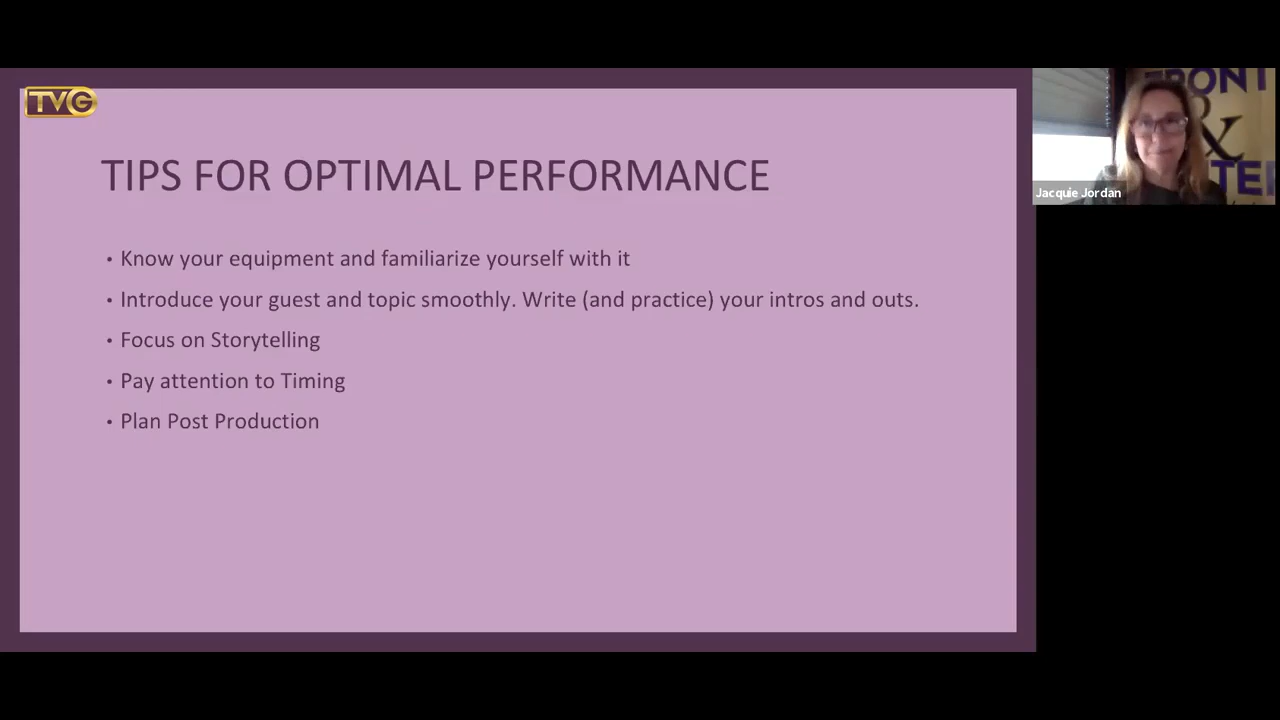 TVG
TIPS FOR OPTIMAL PERFORMANCE
• Know your equipment and familiarize yourself with it
• Introduce your guest and topic smoothly. Write (and practice) your intros and outs.
• Focus on Storytelling
• Pay attention to Timing
• Plan Post Production
FRONT
&
Jacquie Jordan